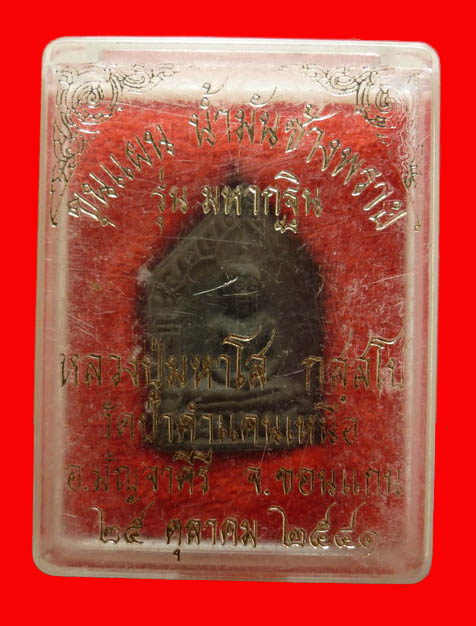 ขุนแผน น้ำมันช้างพราย
รุ่น มหากฐิน
หลวงปู่มหาโส กสฺสโป
วัดป่าคำแคนเหนือ
อ.มัญจาคีรี จ.ขอนแก่น
๒๕ ตุลาคม ๒๕๔๑